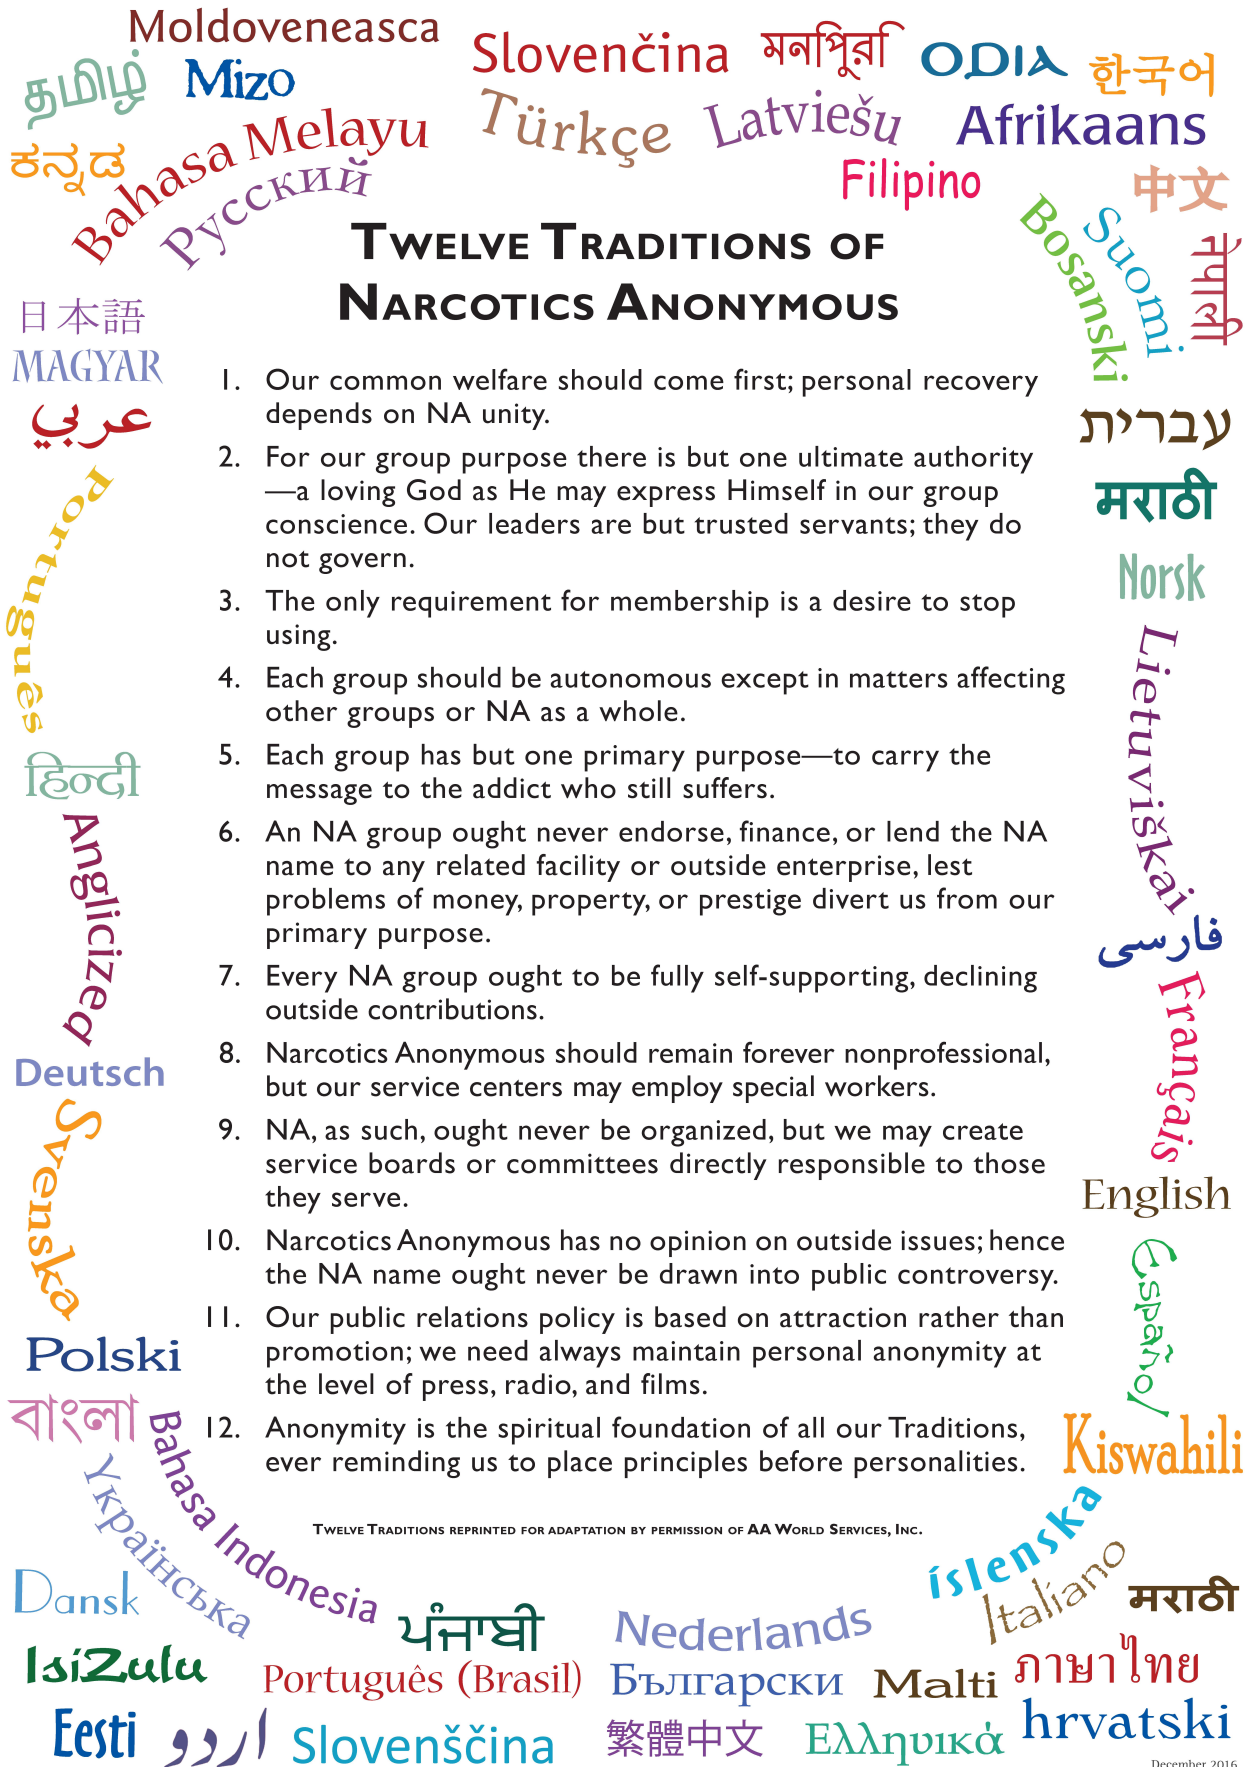 Moldoveneasca
Slovenčina
মনিপুরি
ODIA
한국어
தமிழ்
Mizo
Türkçe
Latviešu
Afrikaans
ಕನ್ನಡ
Bahasa Melayu
Русский
Filipino
中文
Bosanski
Suomi
नेपाली
TWELVE TRADITIONS OF
NARCOTICS ANONYMOUS
日本語
MAGYAR
عربي
Português
हिन्दी
Anglicized
Deutsch
Svenska
Polski
বাংলা
1. Our common welfare should come first; personal recovery
depends on NA unity.
2. For our group purpose there is but one ultimate authority
—a loving God as He may express Himself in our group
conscience. Our leaders are but trusted servants; they do
not govern.
3. The only requirement for membership is a desire to stop
using.
4. Each group should be autonomous except in matters affecting
other groups or NA as a whole.
5. Each group has but one primary purpose—to carry the
message to the addict who still suffers.
6. An NA group ought never endorse, finance, or lend the NA
name to any related facility or outside enterprise, lest
problems of money, property, or prestige divert us from our
primary purpose.
7. Every NA group ought to be fully self-supporting, declining
outside contributions.
8. Narcotics Anonymous should remain forever nonprofessional,
but our service centers may employ special workers.
9. NA, as such, ought never be organized, but we may create
service boards or committees directly responsible to those
they serve.
10. Narcotics Anonymous has no opinion on outside issues; hence
the NA name ought never be drawn into public controversy.
11. Our public relations policy is based on attraction rather than
promotion; we need always maintain personal anonymity at
the level of press, radio, and films.
12. Anonymity is the spiritual foundation of all our Traditions,
ever reminding us to place principles before personalities.
עברית
मराठी
Norsk
Lietuviškai
فارسی
Français
English
Español
Kiswahili
TWELVE TRADITIONS REPRINTED FOR ADAPTATION BY PERMISSION OF AA WORLD SERVICES, INC.
Bahasa Indonesia
Українська
íslenska
Italiano
Dansk
ਪੰਜਾਬੀ
Nederlands
मराठी
IsiZulu
Português (Brasil)
Български
Malti
ภาษาไทย
Eesti
اردو
Slovenščina
繁體中文
Ελληνικά
hrvatski
December 2016